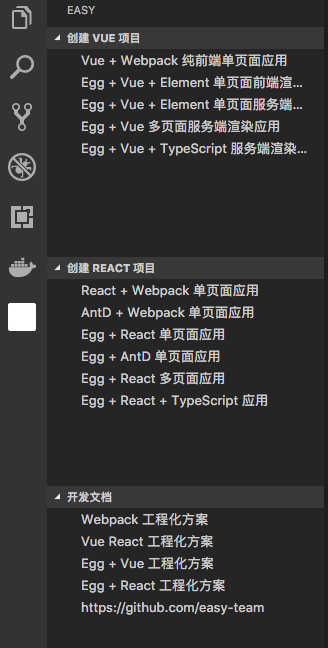 EASY
创建 VUE 项目
Vue + Webpack 纯前端单页面应用
Egg + Vue + Element 单页面前端渲...
Egg + Vue + Element 单页面服务端...
Egg + Vue 多页面服务端渲染应用
Egg + Vue + TypeScript 服务端渲染...
创建 REACT 项目
React + Webpack 单页面应用
AntD + Webpack 单页面应用
Egg + React 单页面应用
Egg + AntD 单页面应用
Egg + React 多页面应用
Egg + React + TypeScript 应用
开发文档
Webpack 工程化方案
Vue React 工程化方案
Egg + Vue 工程化方案
Egg + React 工程化方案
https://github.com/easy-team